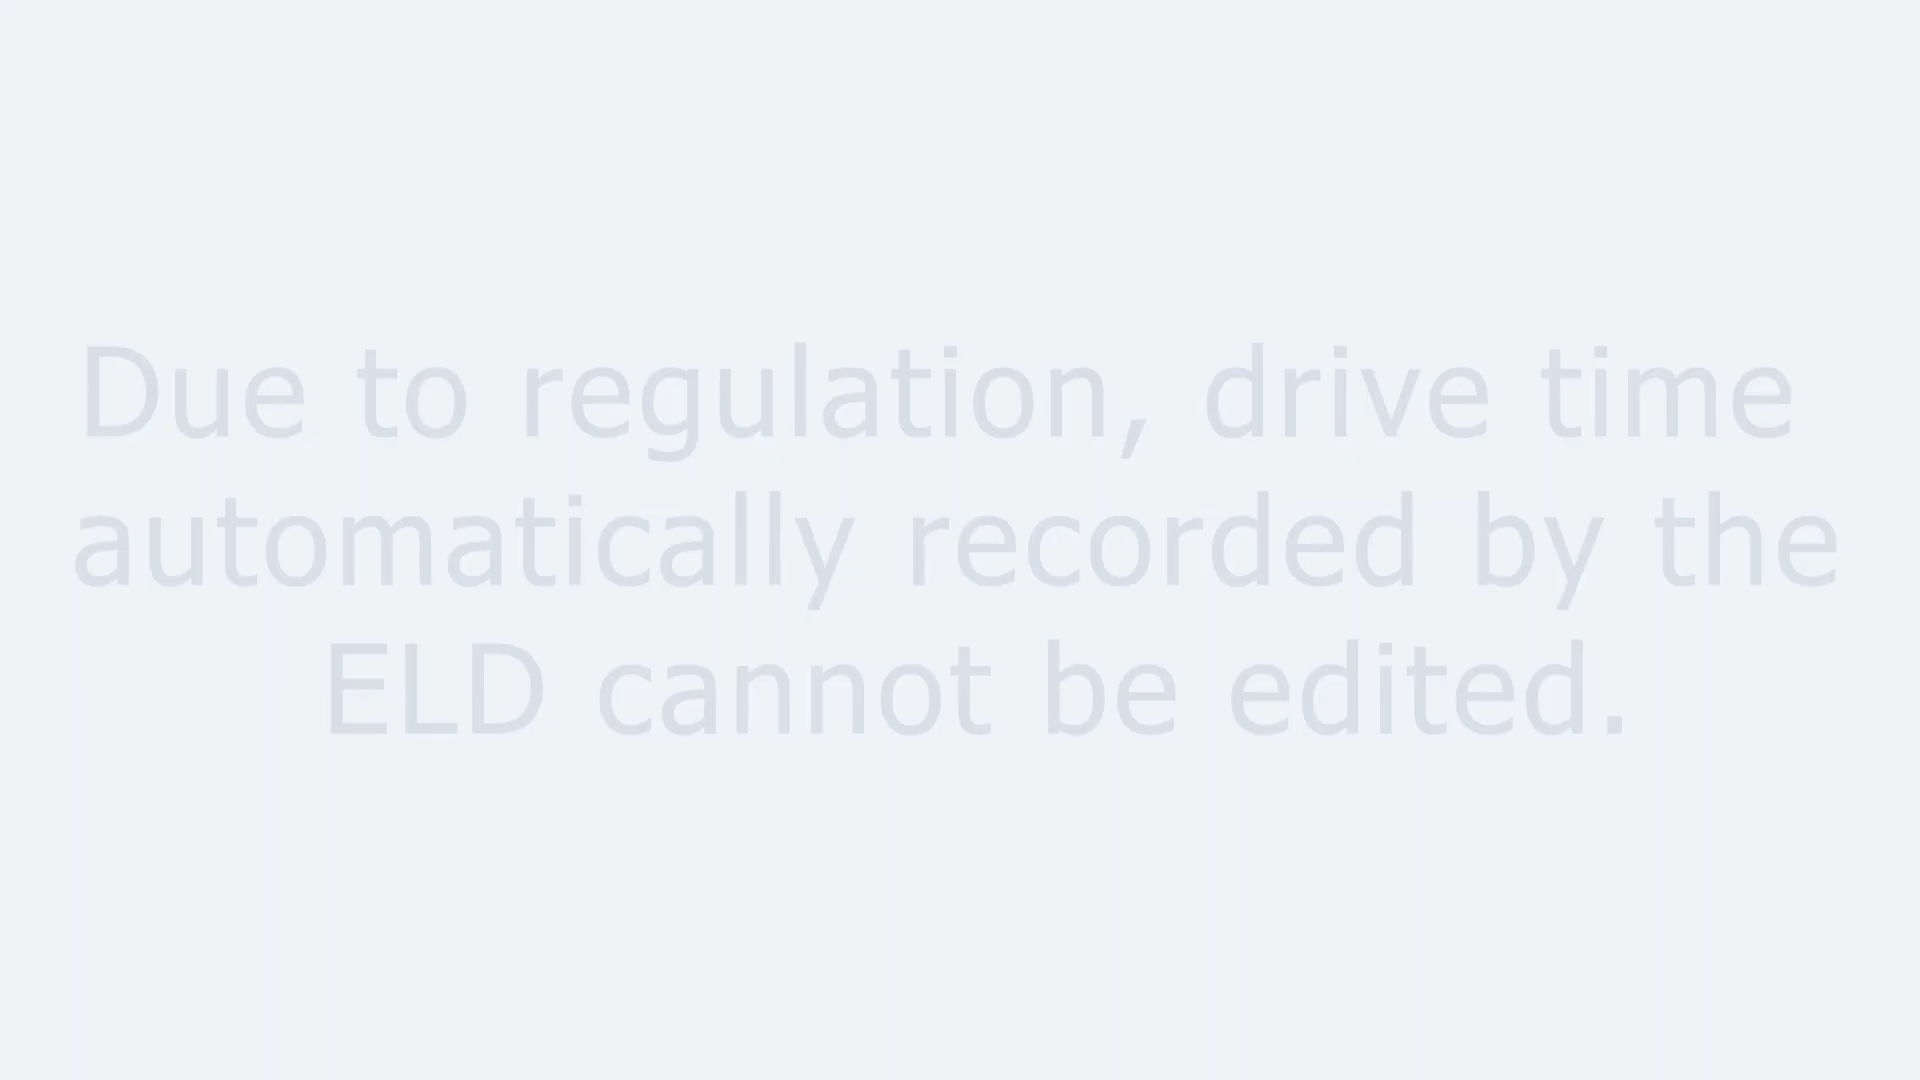 Due to regulation, drive time
automatically recorded by the
ELD cannot be edited.